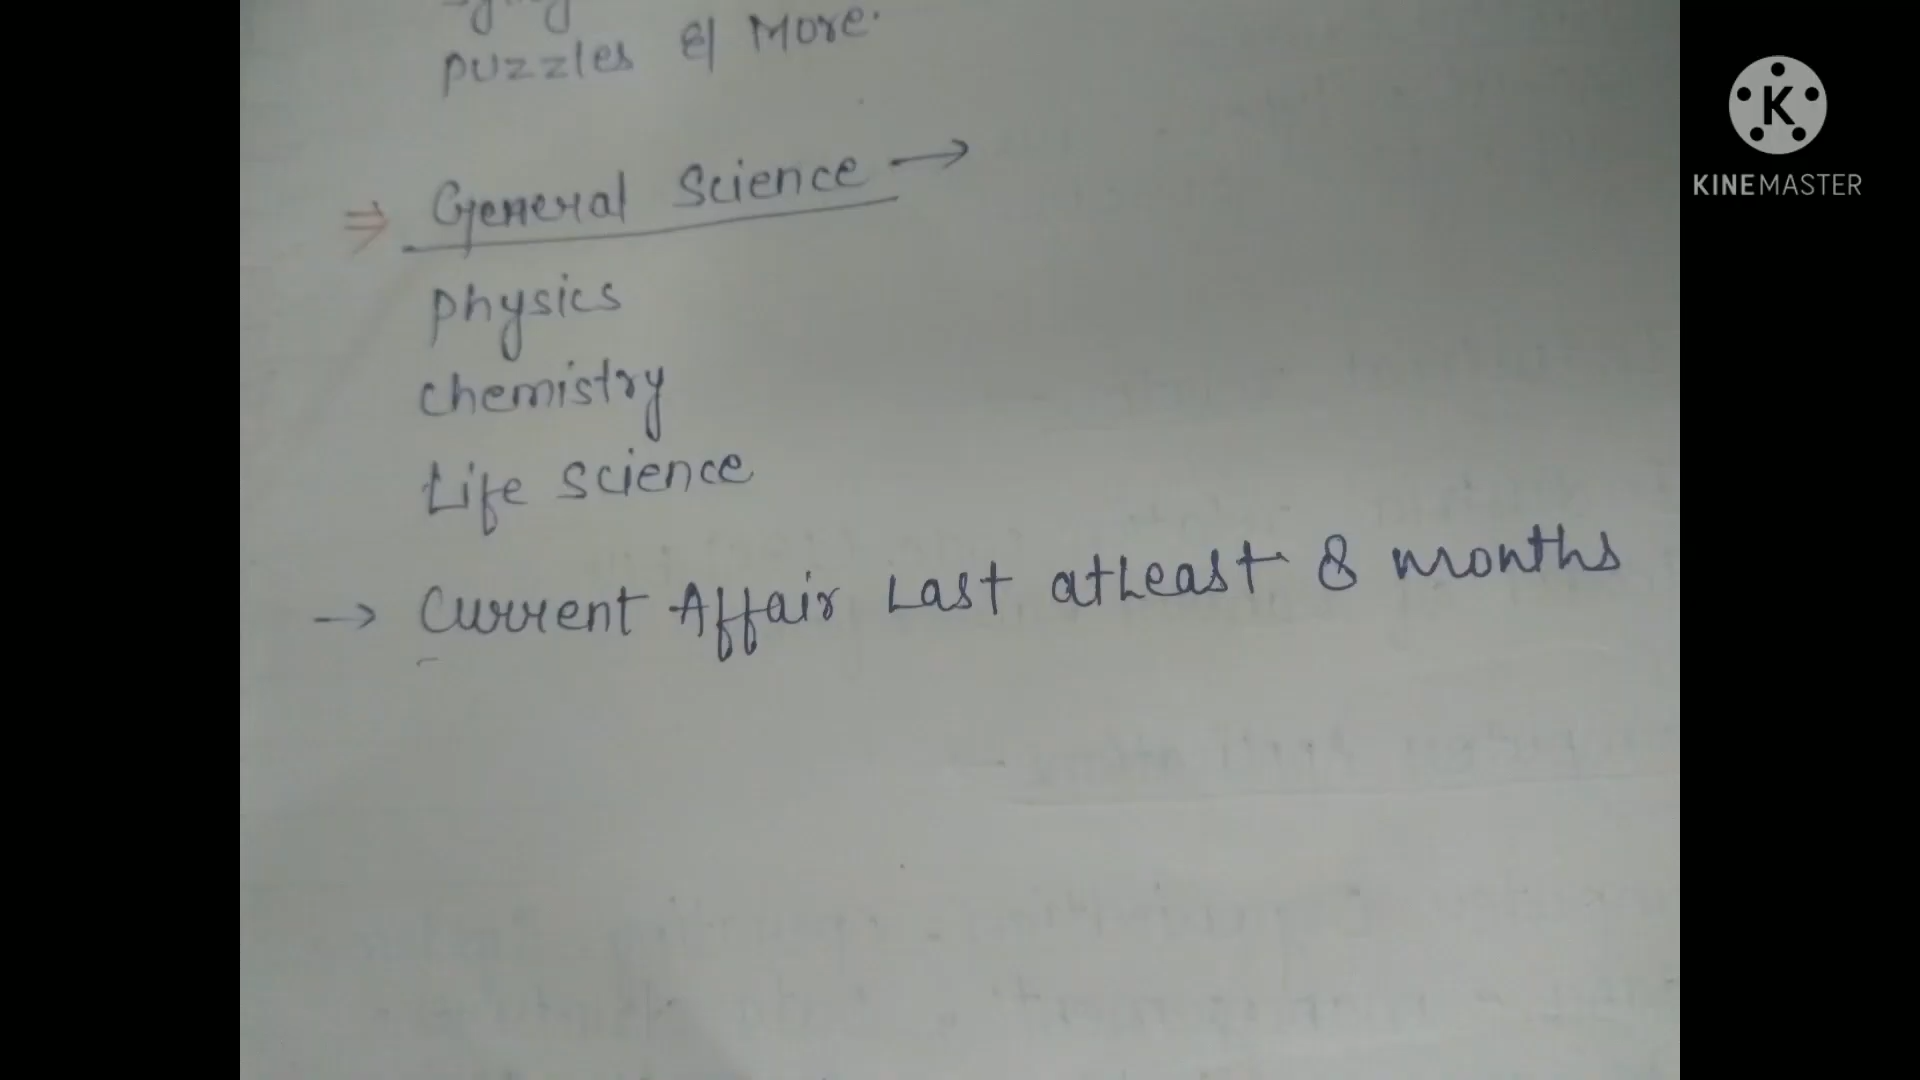 puzzles & More.
⇒ General Science →
physics
chemistry
Life science
→ Current Affair Last atleast 8 months
K
KINEMASTER